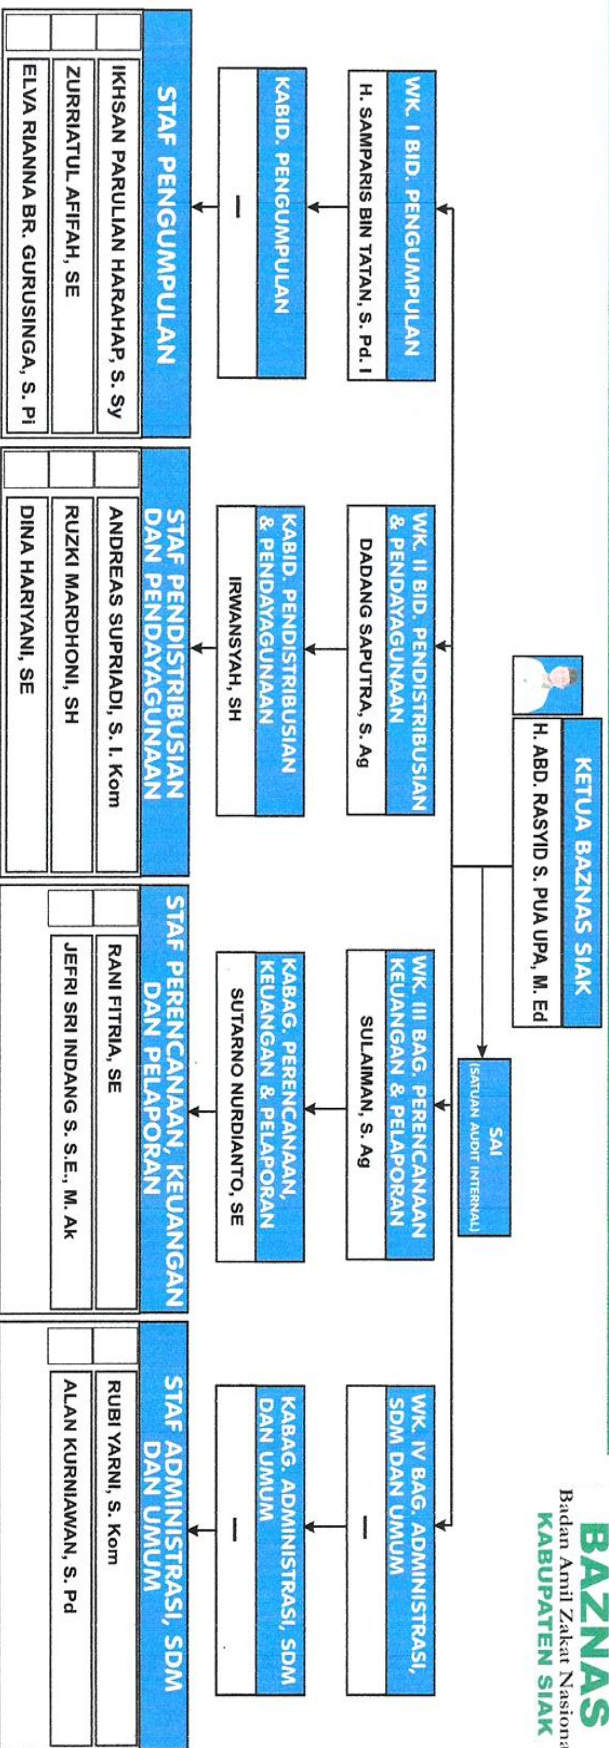 BAZNAS
Badan Amil Zakat Nasional
KABUPATEN SIAK
KETUA BAZNAS SIAK
H. ABD. RASYID S. PUA UPA, M. Ed
SAI
(SATUAN AUDIT INTERNAL)
WK. I BID. PENGUMPULAN
H. SAMPARIS BIN TATAN, S. Pd. I
WK. II BID. PENDISTRIBUSIAN
& PENDAYAGUNAAN
DADANG SAPUTRA, S. Ag
WK. III BAG. PERENCANAAN
KEUANGAN & PELAPORAN
SULAIMAN, S. Ag
WK. IV BAG. ADMINISTRASI,
SDM DAN UMUM
—
KABID. PENGUMPULAN
—
KABID. PENDISTRIBUSIAN
& PENDAYAGUNAAN
IRWANSYAH, SH
KABAG. PERENCANAAN,
KEUANGAN & PELAPORAN
SUTARNO NURDIANTO, SE
KABAG. ADMINISTRASI, SDM
DAN UMUM
—
STAF PENGUMPULAN
IKHSAN PARULIAN HARAHAP, S. Sy
ZURRIATUL AFIFAH, SE
ELVA RIANNA BR. GURUSINGA, S. Pi
STAF PENDISTRIBUSIAN
DAN PENDAYAGUNAAN
ANDREAS SUPRIADI, S. I. Kom
RUZKI MARDHONI, SH
DINA HARIYANI, SE
STAF PERENCANAAN, KEUANGAN
DAN PELAPORAN
RANI FITRIA, SE
JEFRI SRI INDANG S. S.E., M. Ak
STAF ADMINISTRASI, SDM
DAN UMUM
RUBI YARNI, S. Kom
ALAN KURNIAWAN, S. Pd